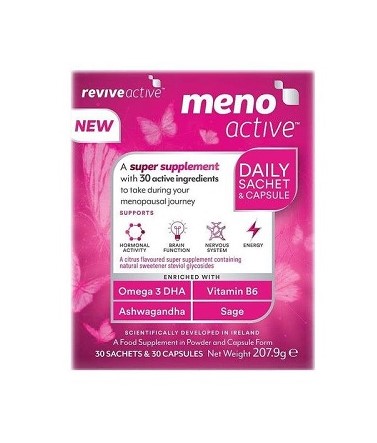 reviveactive™
meno
active™
NEW
DAILY
SACHET
& CAPSULE
A super supplement
with 30 active ingredients
to take during your
menopausal journey
SUPPORTS
HORMONAL
ACTIVITY
BRAIN
FUNCTION
NERVOUS
SYSTEM
ENERGY
A citrus flavoured super supplement containing
natural sweetener steviol glycosides
ENRICHED WITH
Omega 3 DHA
Vitamin B6
Ashwagandha
Sage
SCIENTIFICALLY DEVELOPED IN IRELAND
A Food Supplement in Powder and Capsule Form
30 SACHETS & 30 CAPSULES Net Weight 207.9g ℮